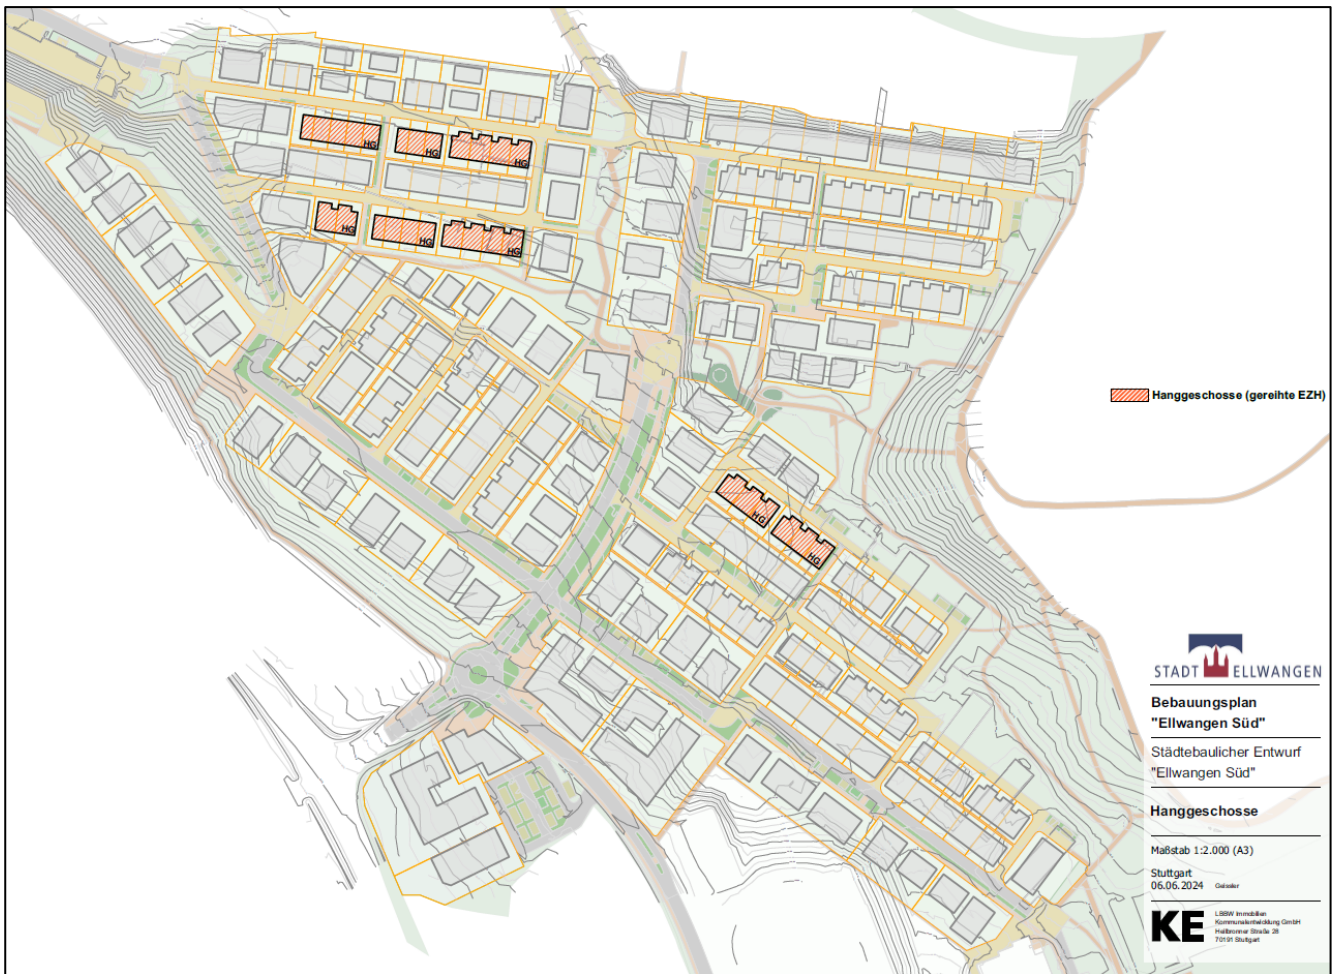 HG
HG
HG
HG
HG
HG
Hanggeschosse (gereihte EZH)
HG
HG
STADT ELLWANGEN
Bebauungsplan
"Ellwangen Süd"
Städtebaulicher Entwurf
"Ellwangen Süd"
Hanggeschosse
Maßstab 1:2.000 (A3)
Stuttgart
06.06.2024 Geissler
KE
LBBW Immobilien
Kommunalentwicklung GmbH
Heilbronner Straße 28
70191 Stuttgart